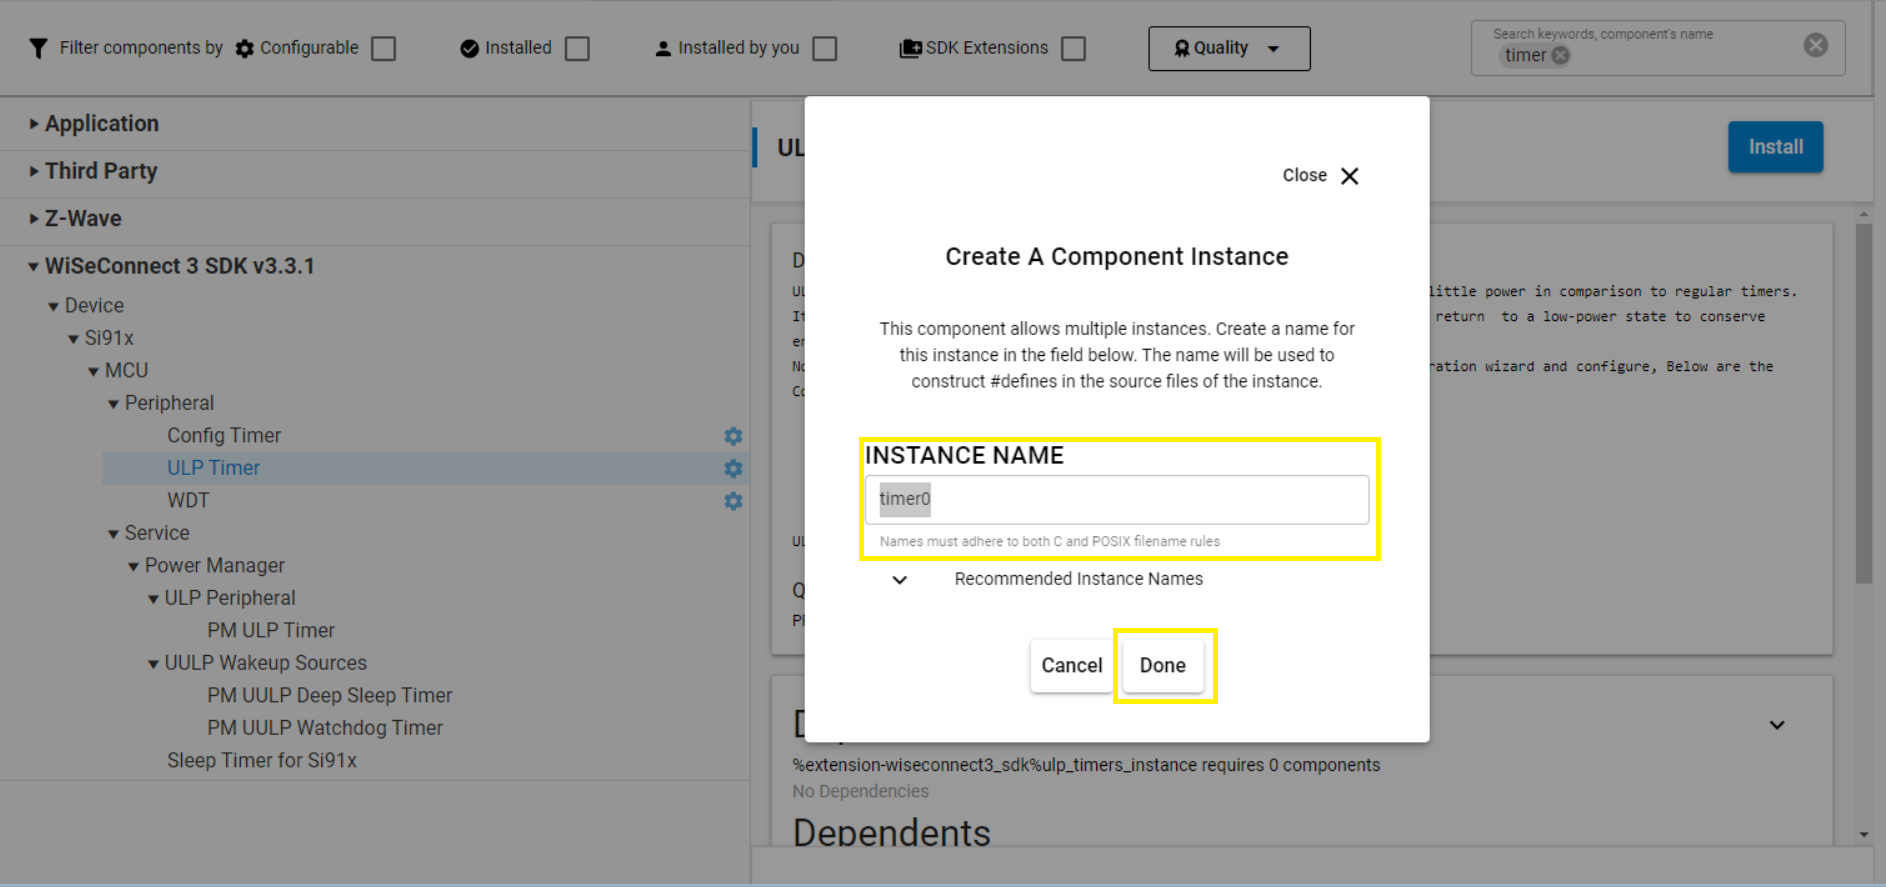 Filter components by Configurable Installed Installed by you SDK Extensions Quality
Search keywords, component's name
timer
Application
Third Party
Z-Wave
WiSeConnect 3 SDK v3.3.1
Device
Si91x
MCU
Peripheral
Config Timer
ULP Timer
WDT
Service
Power Manager
ULP Peripheral
PM ULP Timer
UULP Wakeup Sources
PM UULP Deep Sleep Timer
PM UULP Watchdog Timer
Sleep Timer for Si91x
UL
Install
little power in comparison to regular timers.
return to a low-power state to conserve
ration wizard and configure, Below are the
Close
Create A Component Instance
This component allows multiple instances. Create a name for
this instance in the field below. The name will be used to
construct #defines in the source files of the instance.
INSTANCE NAME
timer0
Names must adhere to both C and POSIX filename rules
Recommended Instance Names
Cancel Done
%extension-wiseconnect3_sdk%ulp_timers_instance requires 0 components
No Dependencies
Dependents